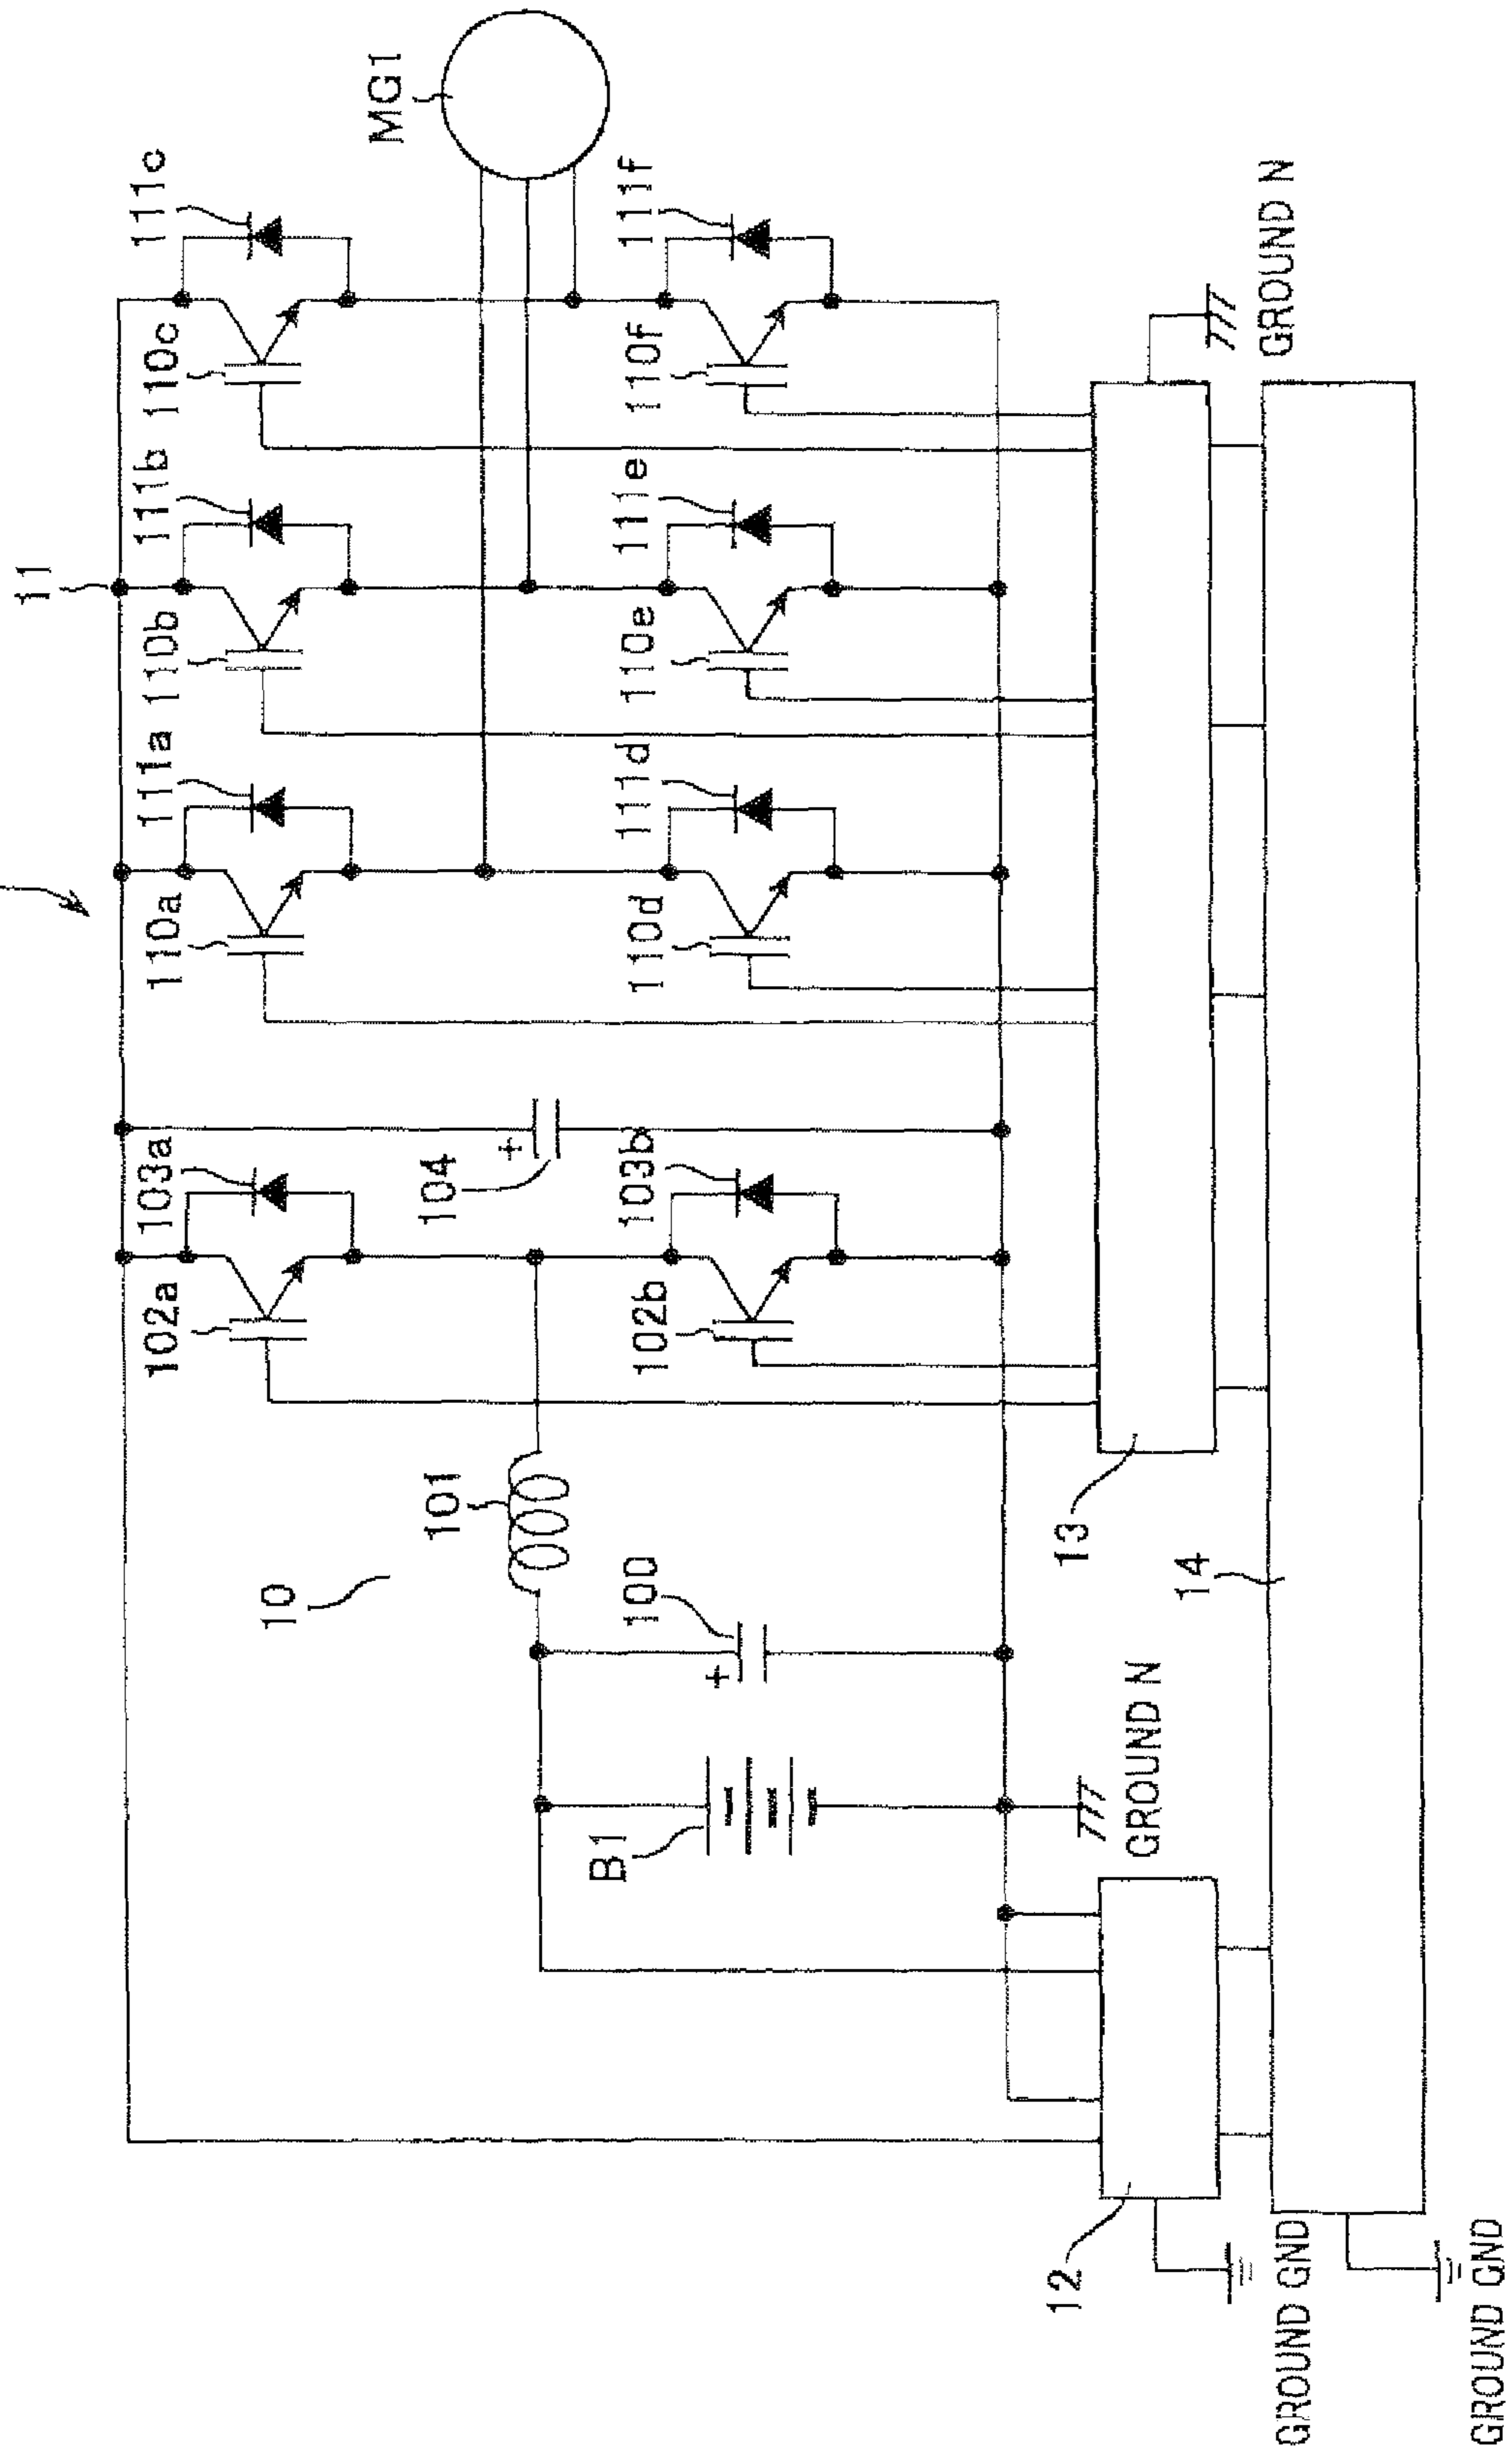 11
MG1
111c
110c
111b
110b
111a
110a
103a
102a
111f
110f
111e
110e
111d
110d
104
+
103b
102b
101
10
100
+
B1
GROUND N
13
14
GROUND N
12
GROUND GND
GROUND GND